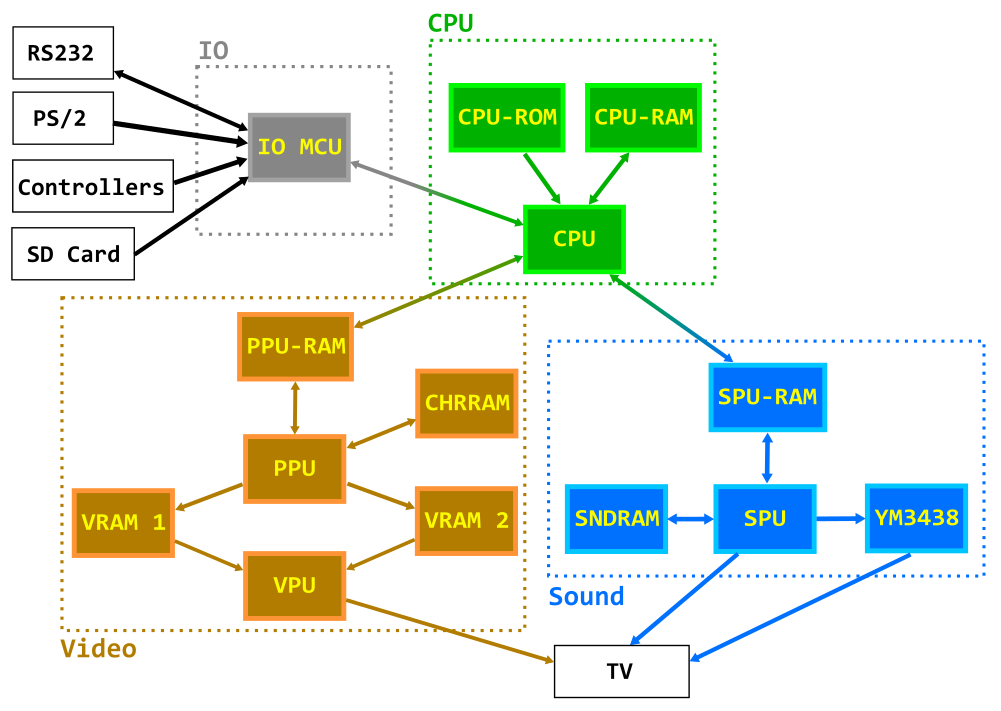 CPU
RS232
IO
PS/2
CPU-ROM
CPU-RAM
IO MCU
Controllers
SD Card
CPU
PPU-RAM
SPU-RAM
CHRRAM
PPU
VRAM 1
VRAM 2
SNDRAM
SPU
YM3438
VPU
Sound
Video
TV